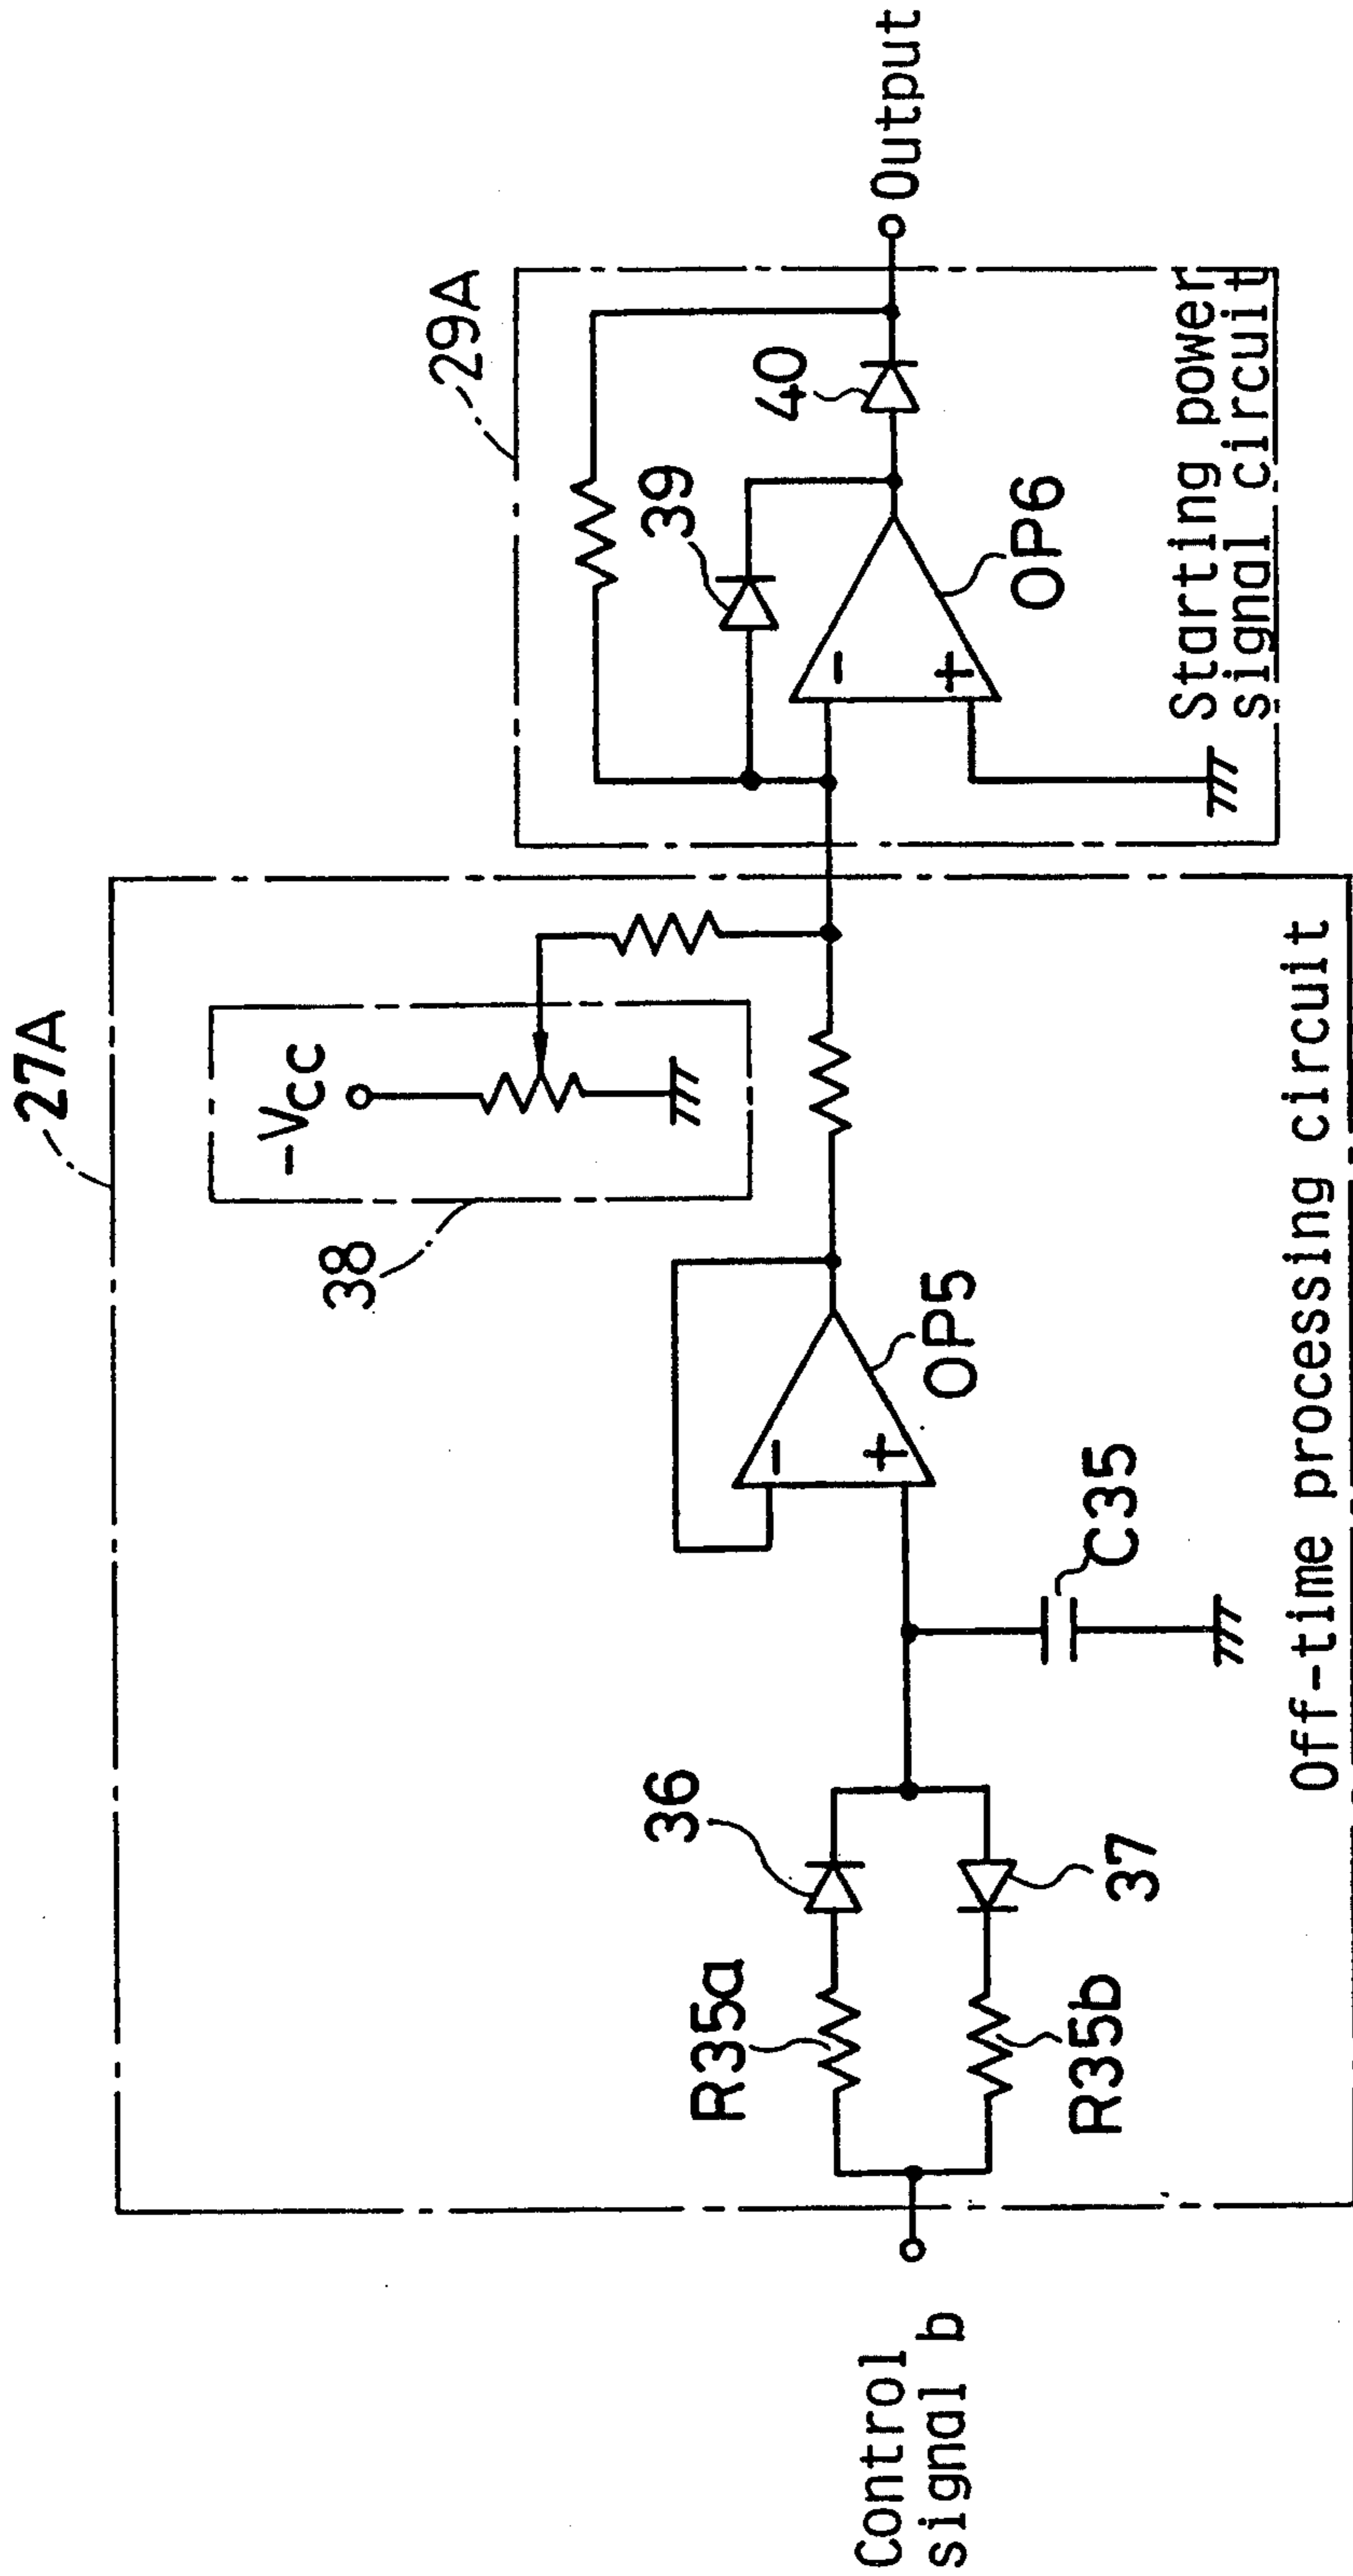 27A
29A
38
-VCC
39
40
Output
36
R35a
OP5
OP6
Control
signal b
R35b
37
C35
Starting power
signal circuit
Off-time processing circuit
-
+
-
+